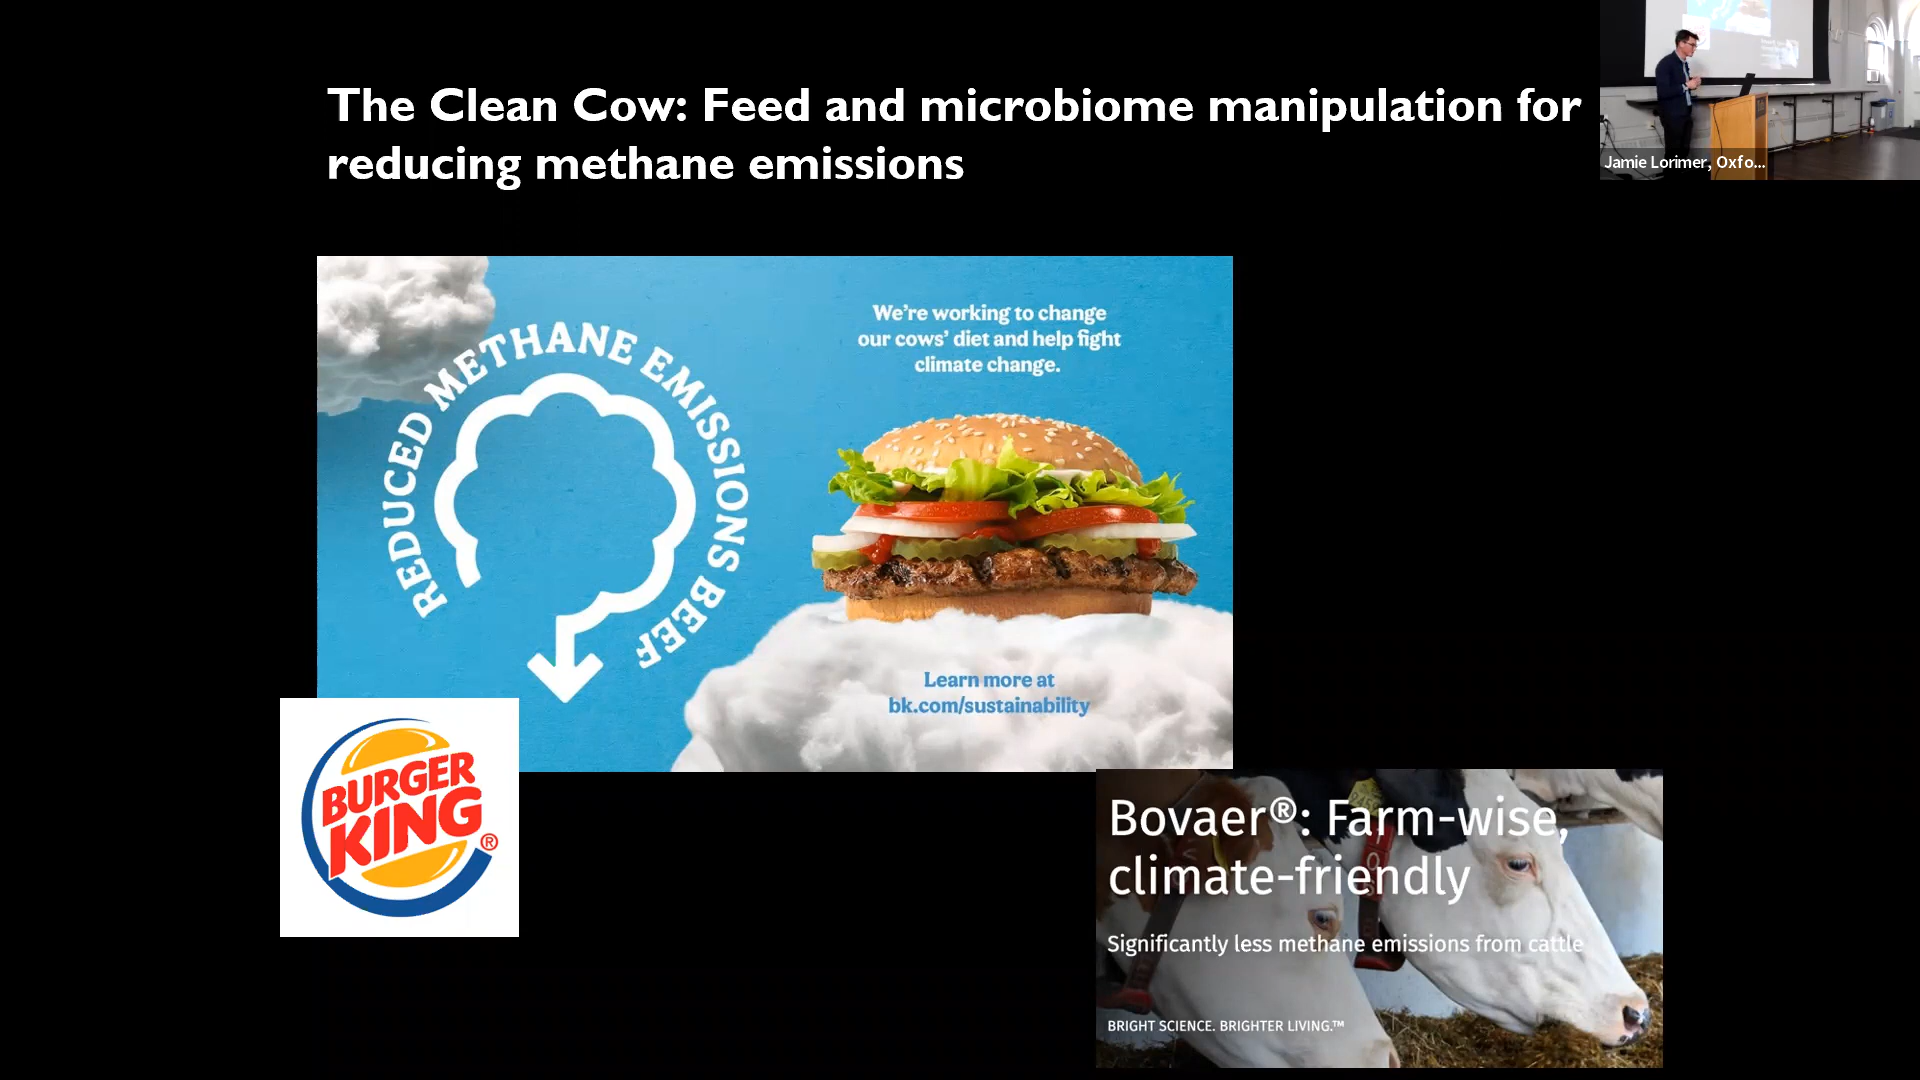 The Clean Cow: Feed and microbiome manipulation for
reducing methane emissions
Jamie Lorimer, Oxfo...
REDUCED METHANE EMISSIONS BEEF
We're working to change
our cows' diet and help fight
climate change.
Learn more at
bk.com/sustainability
BURGER
KING®
Bovaer®: Farm-wise,
climate-friendly
Significantly less methane emissions from cattle
BRIGHT SCIENCE. BRIGHTER LIVING.™